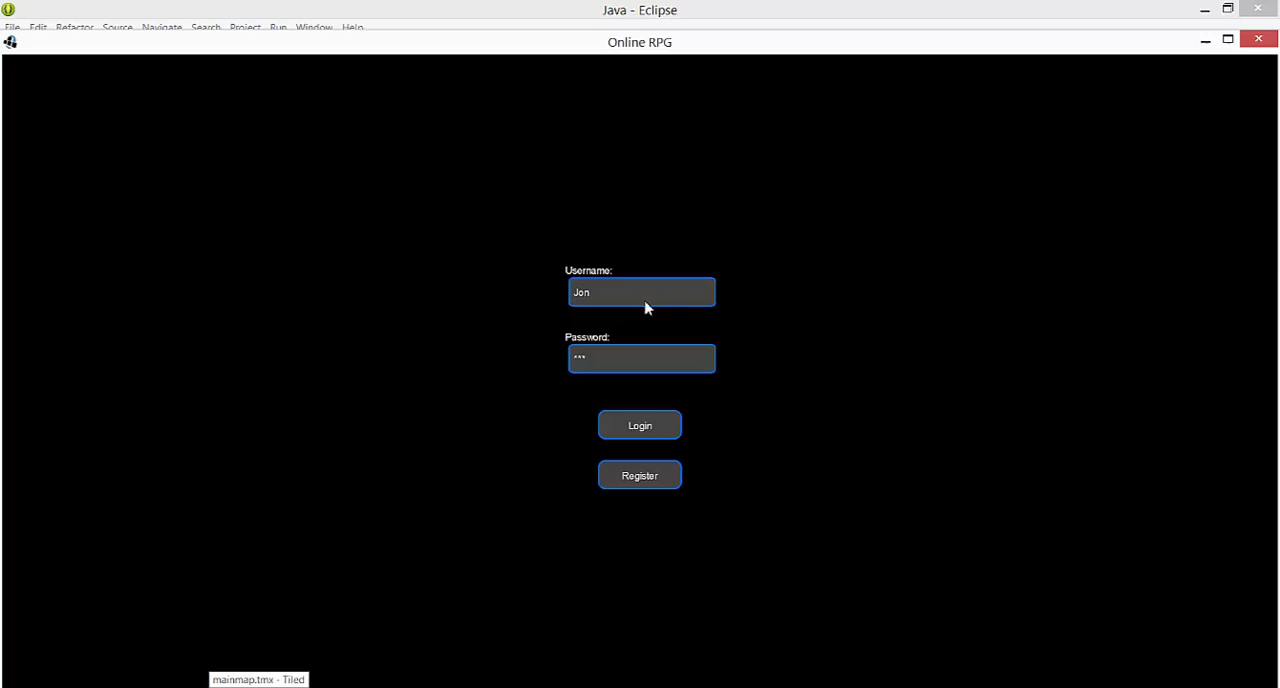 Java - Eclipse
File Edit Refactor Source Navigate Search Project Run Window Help
Online RPG
Username:
Jon
Password:
***
Login
Register
mainmap.tmx - Tiled